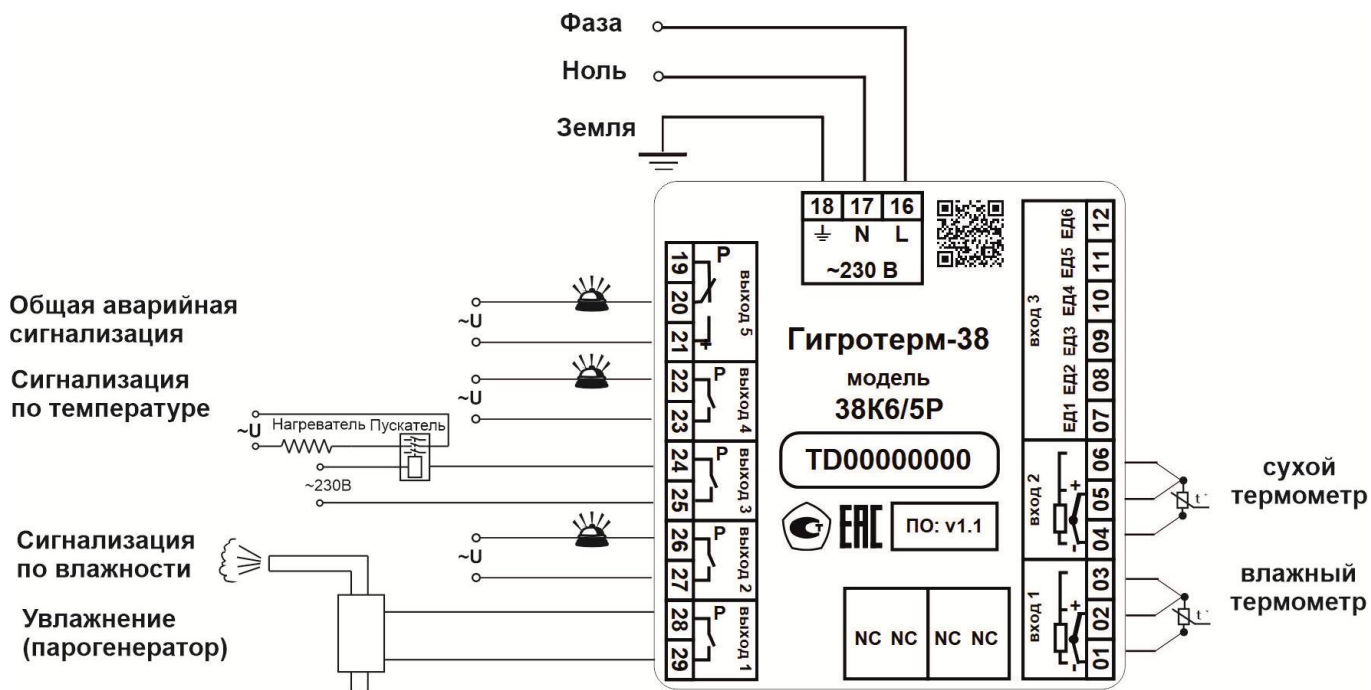 Фаза
Ноль
Земля
18 17 16
N L
~230 В
19
20
21
P
выход 5
22
23
P
выход 4
24
25
P
выход 3
26
27
P
выход 2
28
29
P
выход 1
Общая аварийная
сигнализация
~U
Сигнализация
по температуре
~U
~U
Нагреватель Пускатель
~230В
Сигнализация
по влажности
~U
Увлажнение
(парогенератор)
Гигротерм-38
модель
38К6/5Р
TD00000000
СТ
ЕАС
ПО: v1.1
NC NC NC NC
вход 3
ЕД1 ЕД2 ЕД3 ЕД4 ЕД5 ЕД6
07 08 09 10 11 12
вход 2
- +
04 05 06
вход 1
- +
01 02 03
сухой
термометр
t°
влажный
термометр
t°